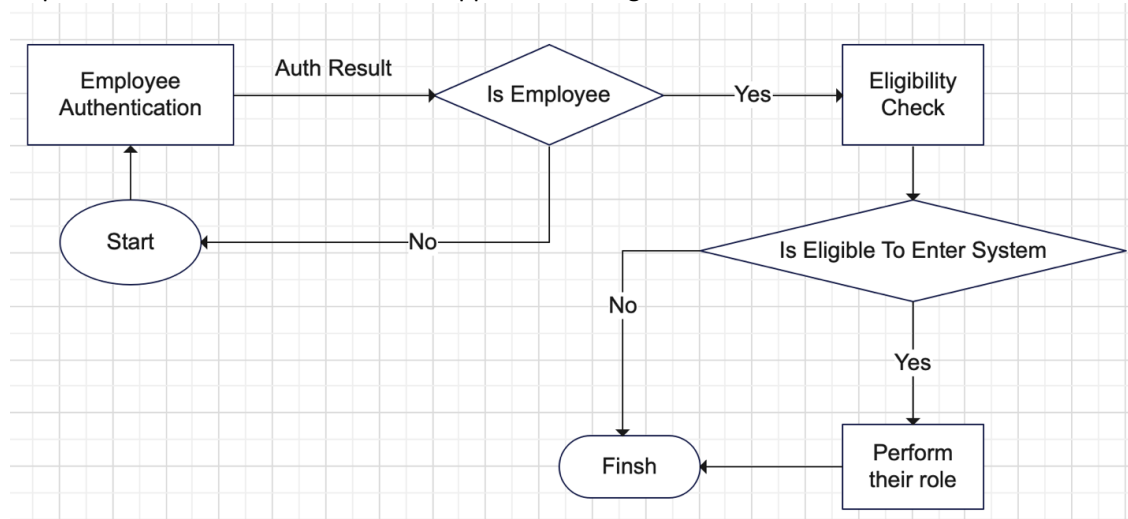 Employee
Authentication
Auth Result
Is Employee
Yes
Eligibility
Check
Start
No
Is Eligible To Enter System
No
Yes
Finsh
Perform
their role